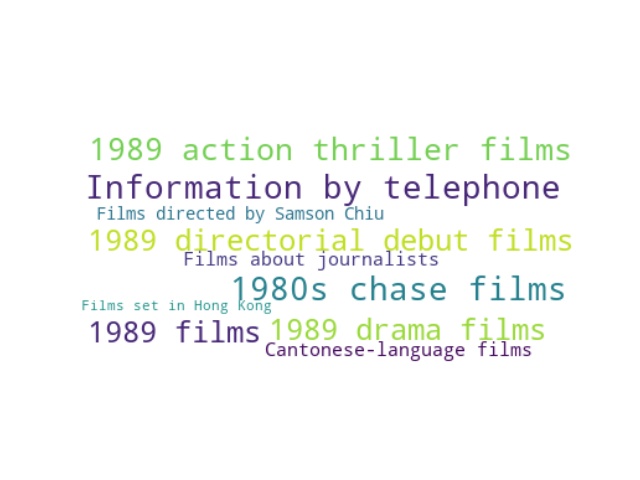 1989 action thriller films
Information by telephone
Films directed by Samson Chiu
1989 directorial debut films
Films about journalists
1980s chase films
Films set in Hong Kong
1989 films
1989 drama films
Cantonese-language films